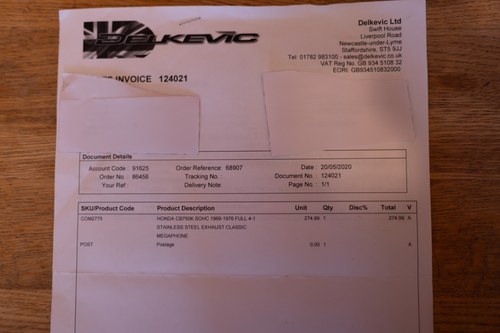 DELKEVIC
Delkevic Ltd
Swift House
Liverpool Road
Newcastle-under-Lyme
Staffordshire, ST5 9JJ
Tel: 01782 983100 - sales@delkevic.co.uk
VAT Reg No. GB 934 5108 32
EORI: GB934510832000
INVOICE 124021
Document Details
Account Code : 91625 Order Reference: 68907 Date : 20/05/2020
Order No. : 86456 Tracking No. Document No. : 124021
Your Ref : Delivery Note. Page No. : 1/1
SKU/Product Code Product Description Unit Qty Disc% Total V
HONDA CB750K SOHC 1969-1976 FULL 4-1 274.99 1 274.99 A
STAINLESS STEEL EXHAUST CLASSIC
MEGAPHONE
POST Postage 0.00 1 A